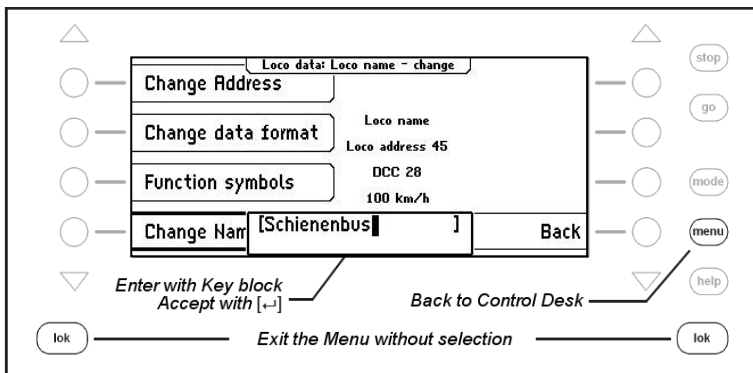 Loco data: Loco name - change
stop
Change Address
go
Loco name
Change data format
Loco address 45
DCC 28
Function symbols
mode
100 km/h
Change Nam
[Schienenbus ]
Back
menu
Enter with Key block
Accept with [↵]
Back to Control Desk
help
lok
Exit the Menu without selection
lok